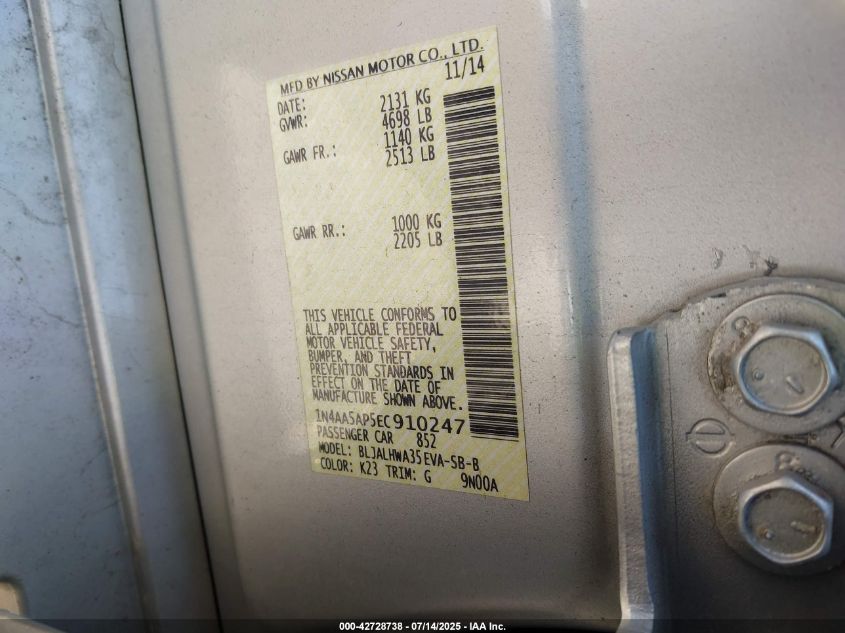 MFD BY NISSAN MOTOR CO., LTD.
DATE: 11/14
GVWR: 2131 KG
4698 LB
GAWR FR.: 1140 KG
2513 LB
GAWR RR.: 1000 KG
2205 LB
THIS VEHICLE CONFORMS TO
ALL APPLICABLE FEDERAL
MOTOR VEHICLE SAFETY,
BUMPER, AND THEFT
PREVENTION STANDARDS IN
EFFECT ON THE DATE OF
MANUFACTURE SHOWN ABOVE.
1N4AA5AP5EC910247
PASSENGER CAR 852
MODEL: BLJALHWA35EVA-SB-B
COLOR: K23 TRIM: G 9N00A
000-42728738 - 07/14/2025 - IAA Inc.